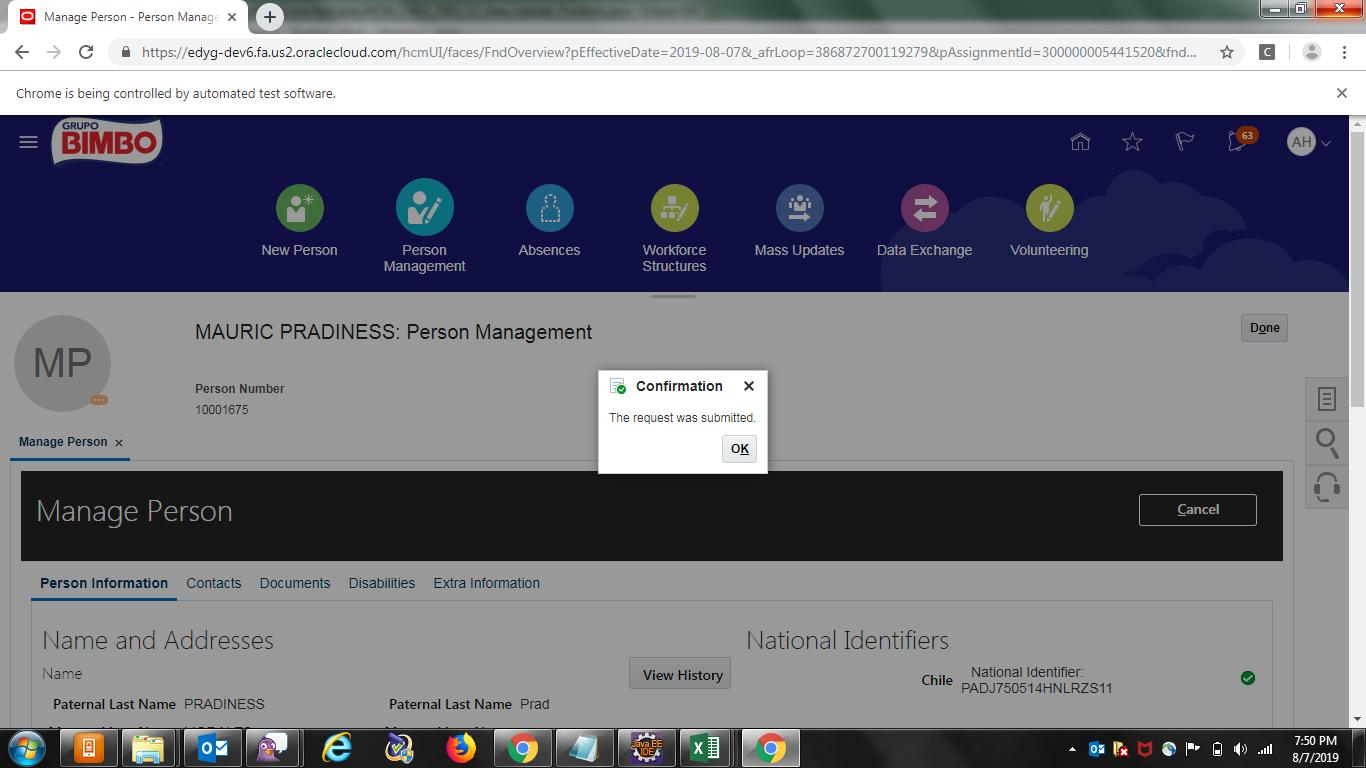 Manage Person - Person Manage
https://edyg-dev6.fa.us2.oraclecloud.com/hcmUI/faces/FndOverview?pEffectiveDate=2019-08-07&_afrLoop=386872700119279&pAssignmentId=300000005441520&fnd...
C
Chrome is being controlled by automated test software.
GRUPO
BIMBO
63
AH
New Person
Person
Management
Absences
Workforce
Structures
Mass Updates
Data Exchange
Volunteering
MP
MAURIC PRADINESS: Person Management
Done
Person Number
10001675
Confirmation
The request was submitted.
OK
Manage Person
Manage Person
Cancel
Person Information Contacts Documents Disabilities Extra Information
Name and Addresses
National Identifiers
Name
View History
Chile
National Identifier:
PADJ750514HNLRZS11
Paternal Last Name PRADINESS
Paternal Last Name Prad
Java EE
IDE
7:50 PM
8/7/2019